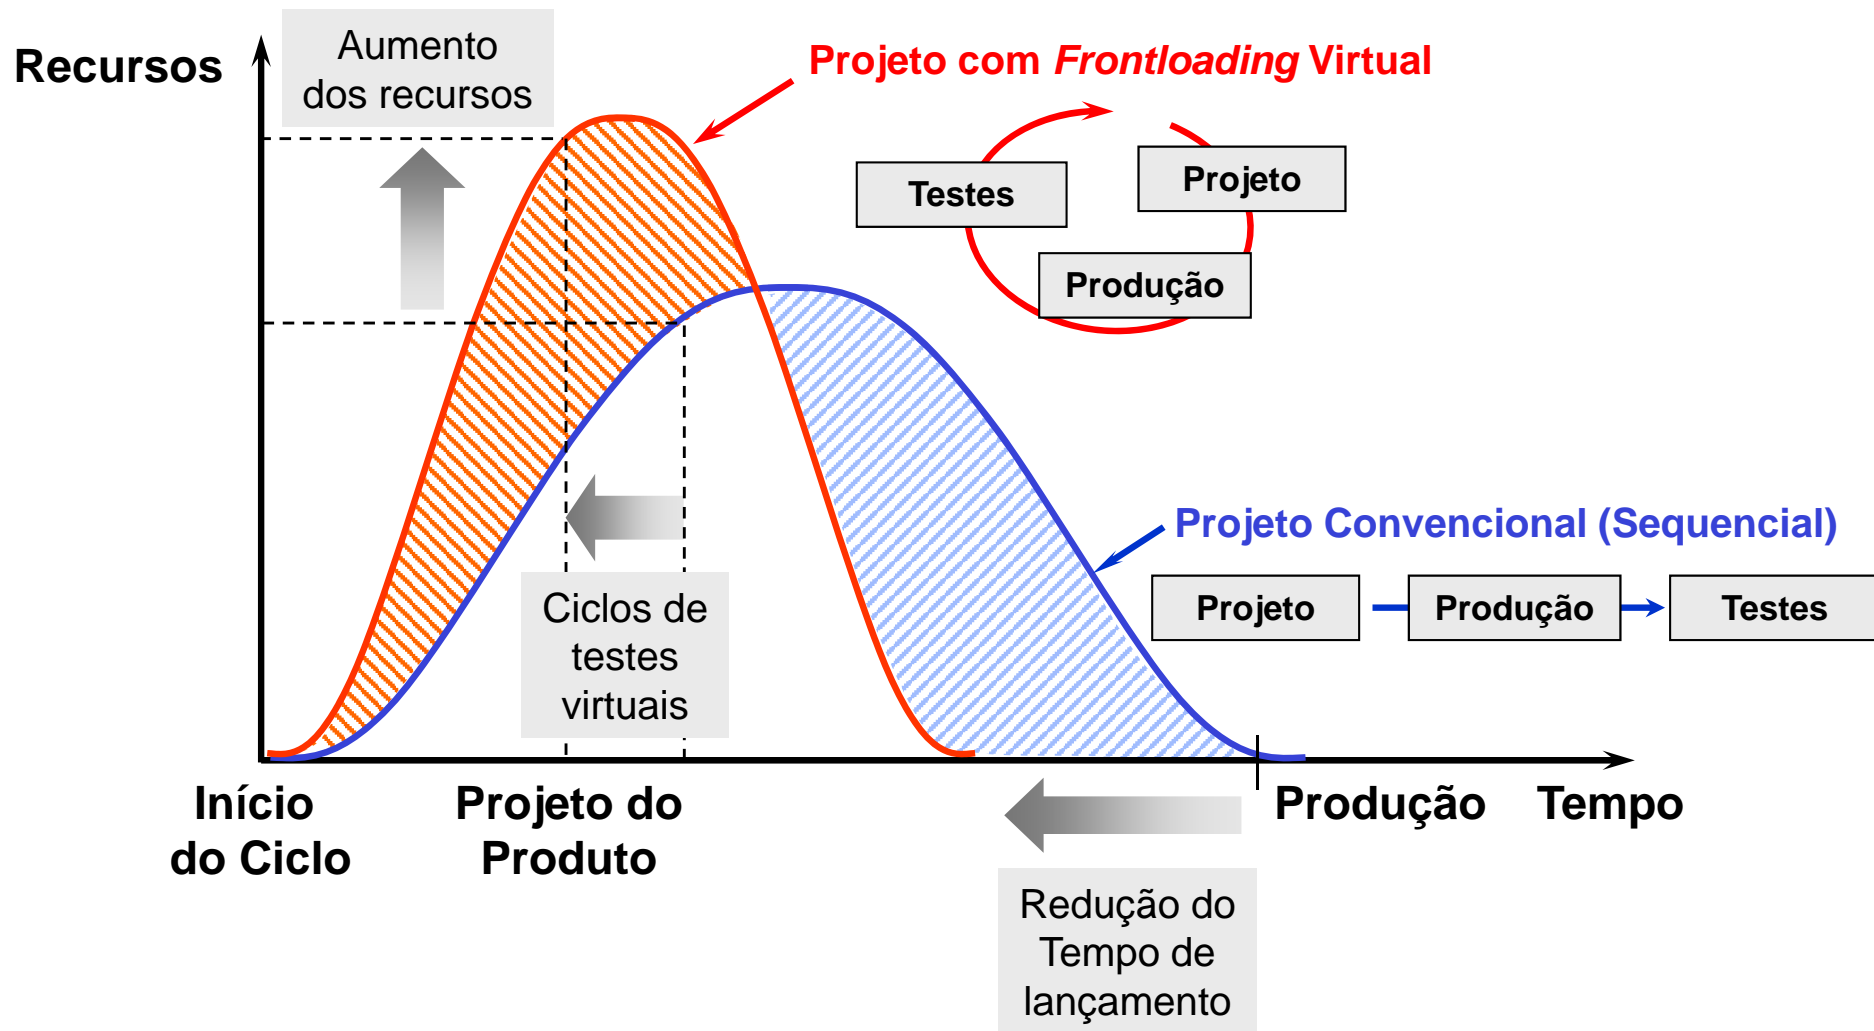 Recursos
Aumento
dos recursos
Projeto com Frontloading Virtual
Testes
Projeto
Produção
Projeto Convencional (Sequencial)
Projeto
Produção
Testes
Ciclos de
testes
virtuais
Início
do Ciclo
Projeto do
Produto
Produção
Tempo
Redução do
Tempo de
lançamento